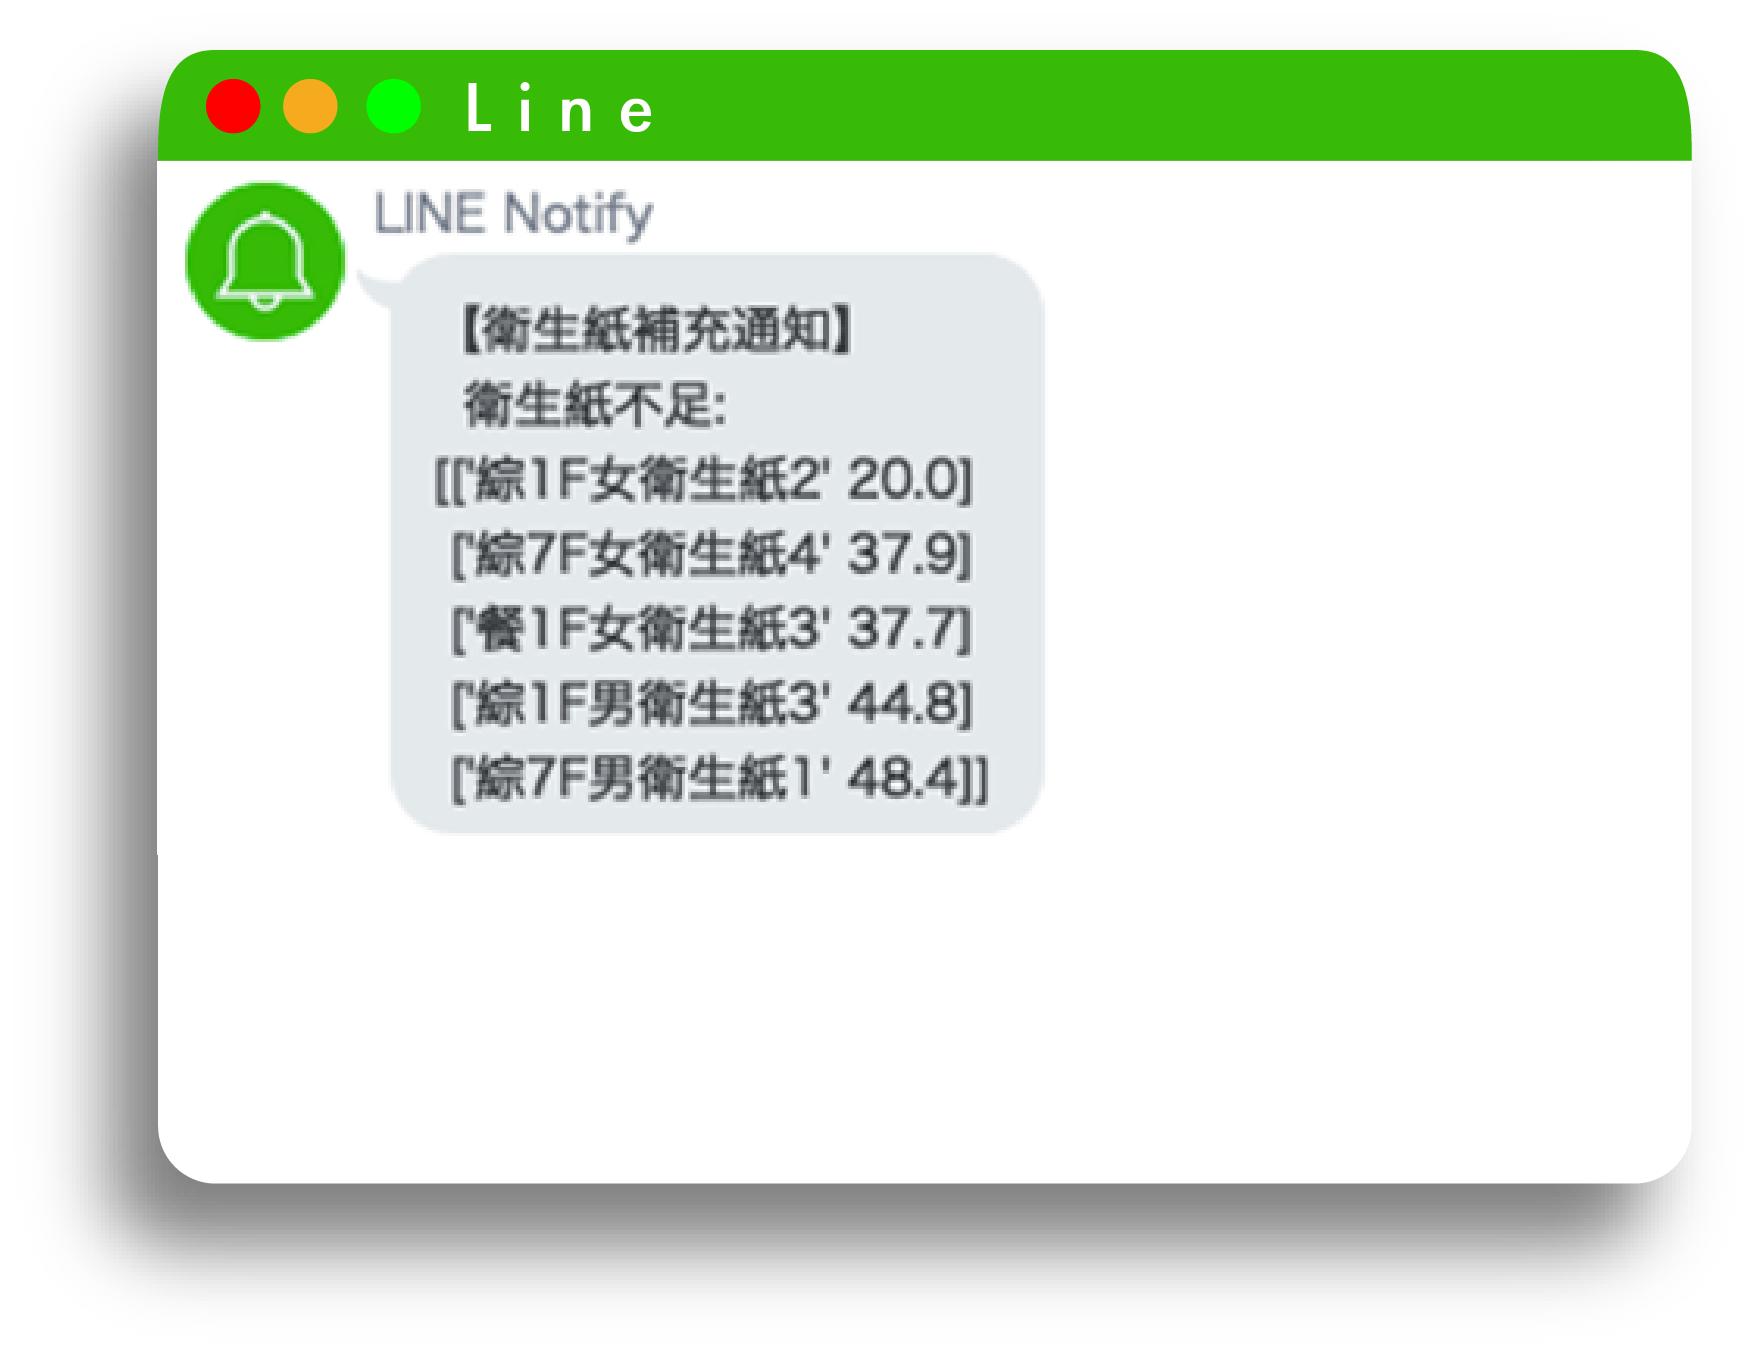 Line
LINE Notify
【衛生紙補充通知】
衛生紙不足:
[['綜1F女衛生紙2' 20.0]
['綜7F女衛生紙4' 37.9]
['餐1F女衛生紙3' 37.7]
['綜1F男衛生紙3' 44.8]
['綜7F男衛生紙1' 48.4]]